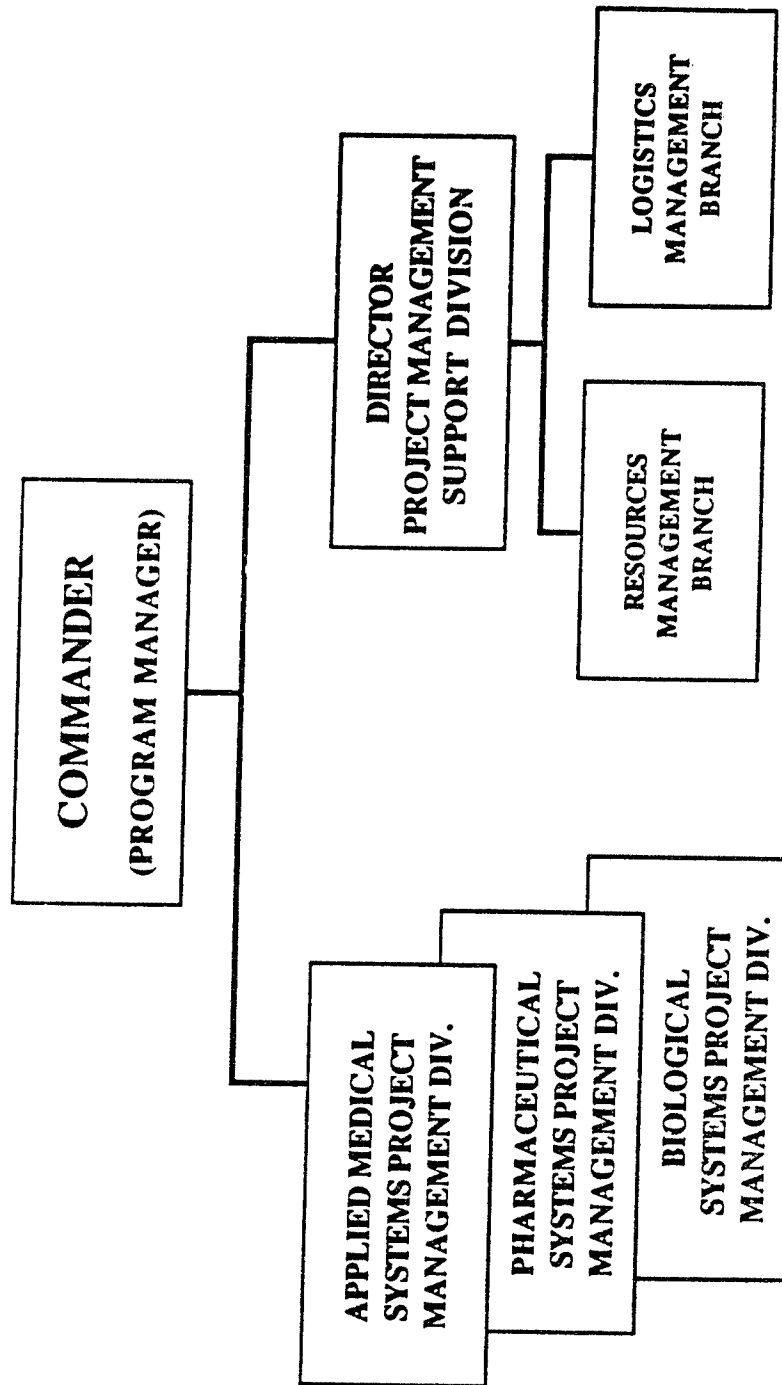 COMMANDER
(PROGRAM MANAGER)
APPLIED MEDICAL
SYSTEMS PROJECT
MANAGEMENT DIV.
PHARMACEUTICAL
SYSTEMS PROJECT
MANAGEMENT DIV.
BIOLOGICAL
SYSTEMS PROJECT
MANAGEMENT DIV.
DIRECTOR
PROJECT MANAGEMENT
SUPPORT DIVISION
RESOURCES
MANAGEMENT
BRANCH
LOGISTICS
MANAGEMENT
BRANCH